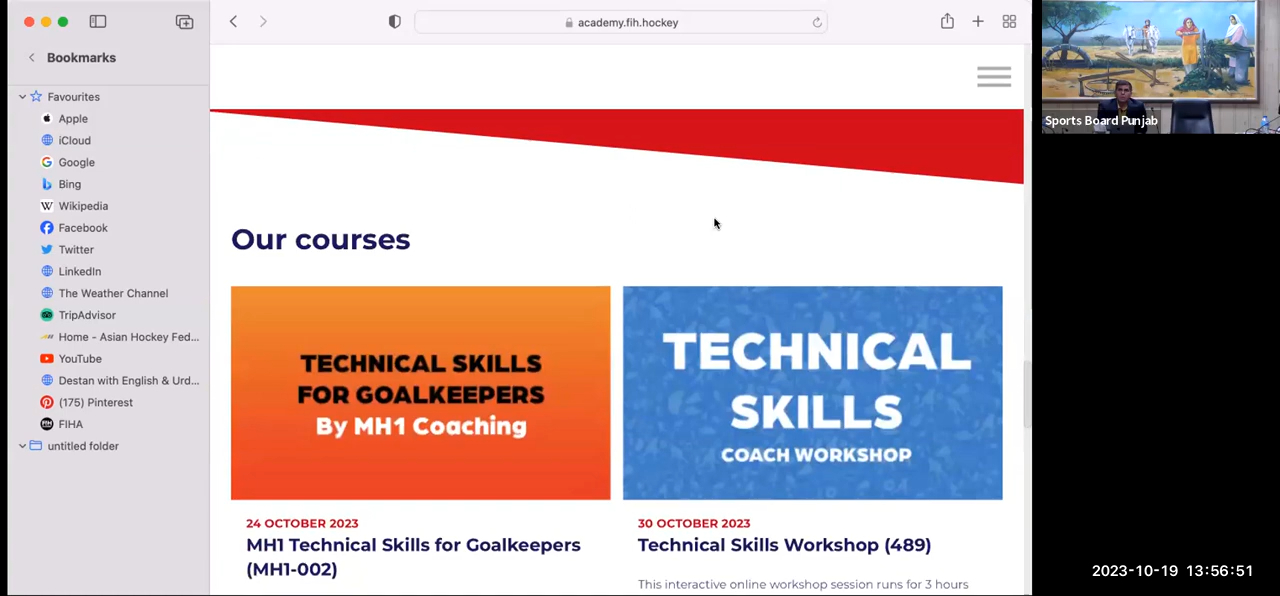 academy.fih.hockey
Bookmarks
Favourites
Apple
iCloud
Google
Bing
Wikipedia
Facebook
Twitter
LinkedIn
The Weather Channel
TripAdvisor
Home - Asian Hockey Fed...
YouTube
Destan with English & Urd...
(175) Pinterest
FIHA
untitled folder
Our courses
TECHNICAL SKILLS
FOR GOALKEEPERS
By MH1 Coaching
24 OCTOBER 2023
MH1 Technical Skills for Goalkeepers
(MH1-002)
TECHNICAL
SKILLS
COACH WORKSHOP
30 OCTOBER 2023
Technical Skills Workshop (489)
This interactive online workshop session runs for 3 hours
Sports Board Punjab
2023-10-19 13:56:51